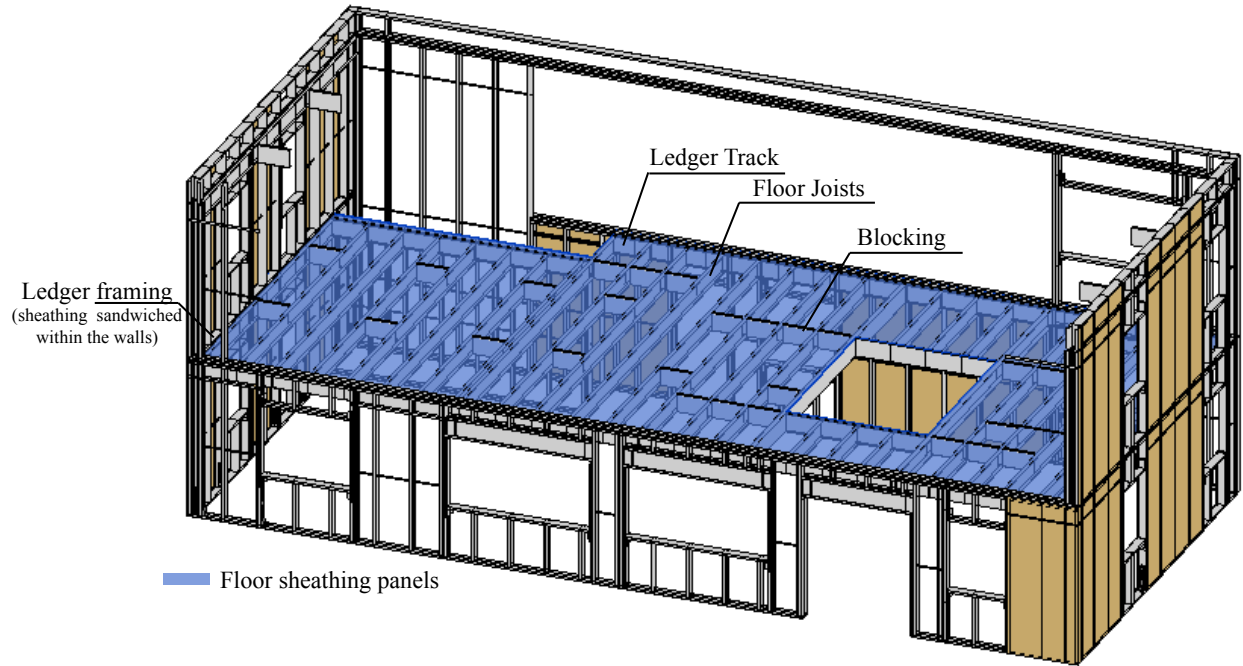 Ledger Track
Floor Joists
Blocking
Ledger framing
(sheathing sandwiched
within the walls)
Floor sheathing panels